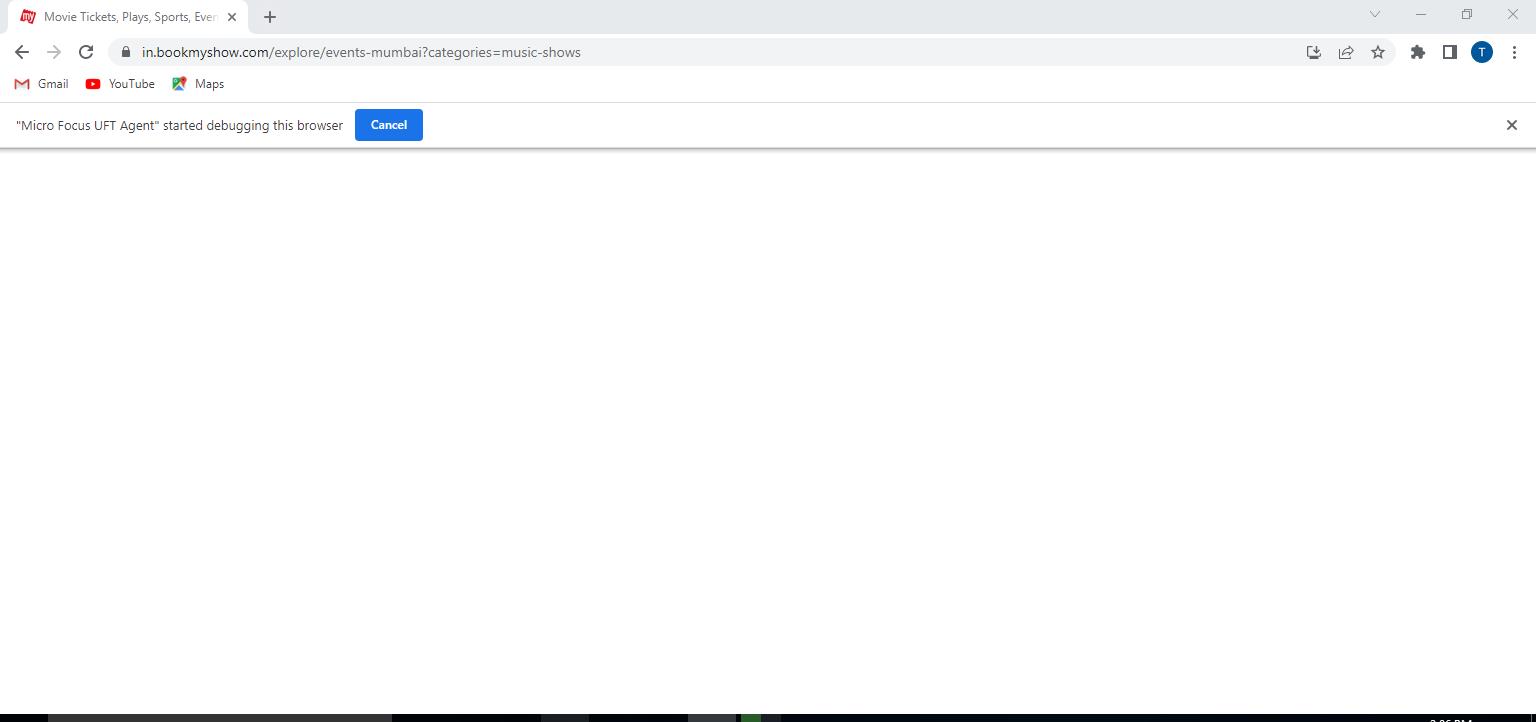 my Movie Tickets, Plays, Sports, Even
in.bookmyshow.com/explore/events-mumbai?categories=music-shows
T
Gmail YouTube Maps
"Micro Focus UFT Agent" started debugging this browser Cancel